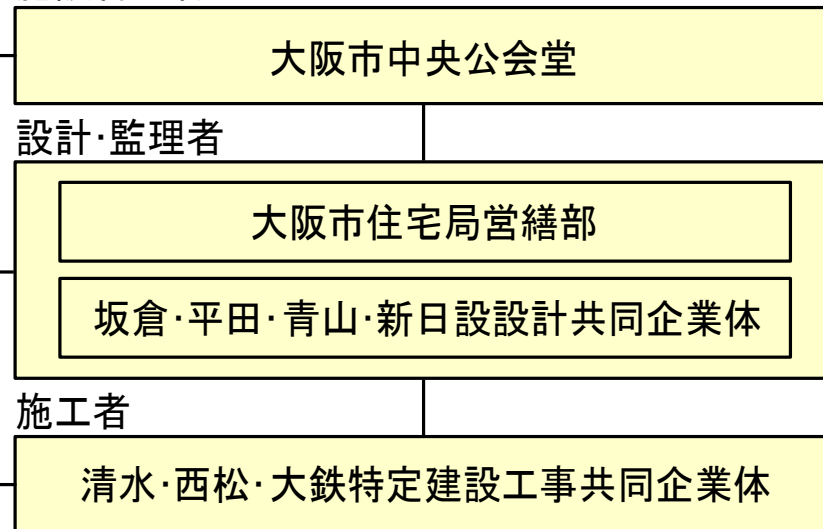 大阪市中央公会堂
設計・監理者
大阪市住宅局営繕部
坂倉・平田・青山・新日設設計共同企業体
施工者
清水・西松・大鉄特定建設工事共同企業体